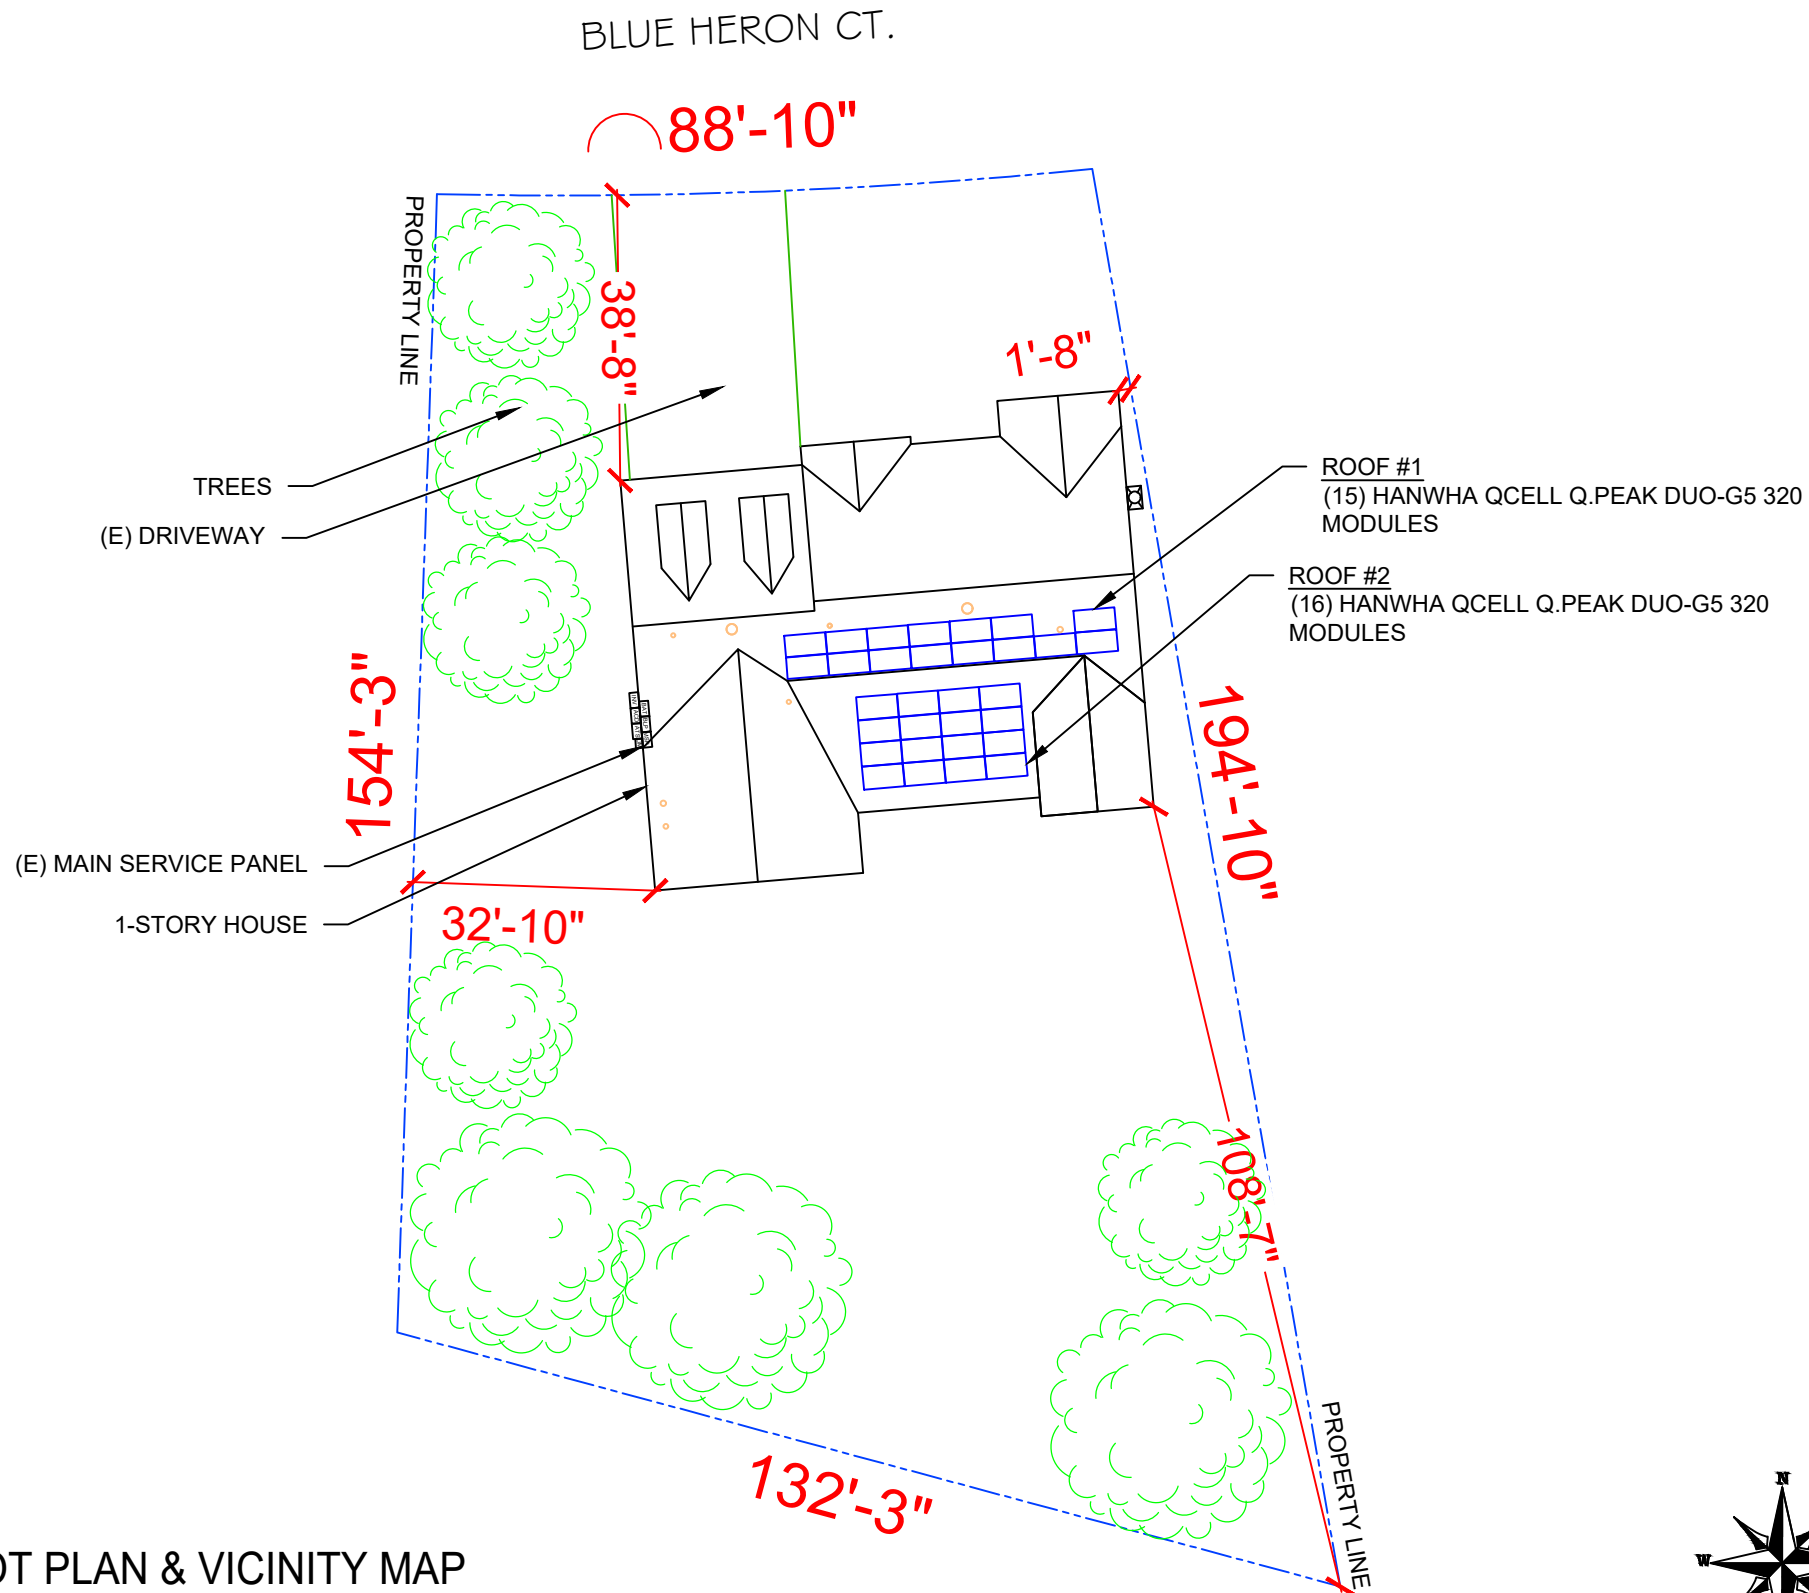 BLUE HERON CT.
88'-10"
PROPERTY LINE
38'-8"
1'-8"
TREES
(E) DRIVEWAY
ROOF #1
(15) HANWHA QCELL Q.PEAK DUO-G5 320
MODULES
ROOF #2
(16) HANWHA QCELL Q.PEAK DUO-G5 320
MODULES
154'-3"
194'-10"
(E) MAIN SERVICE PANEL
1-STORY HOUSE
32'-10"
108'-7"
132'-3"
PROPERTY LINE
PLAN & VICINITY MAP
N
W